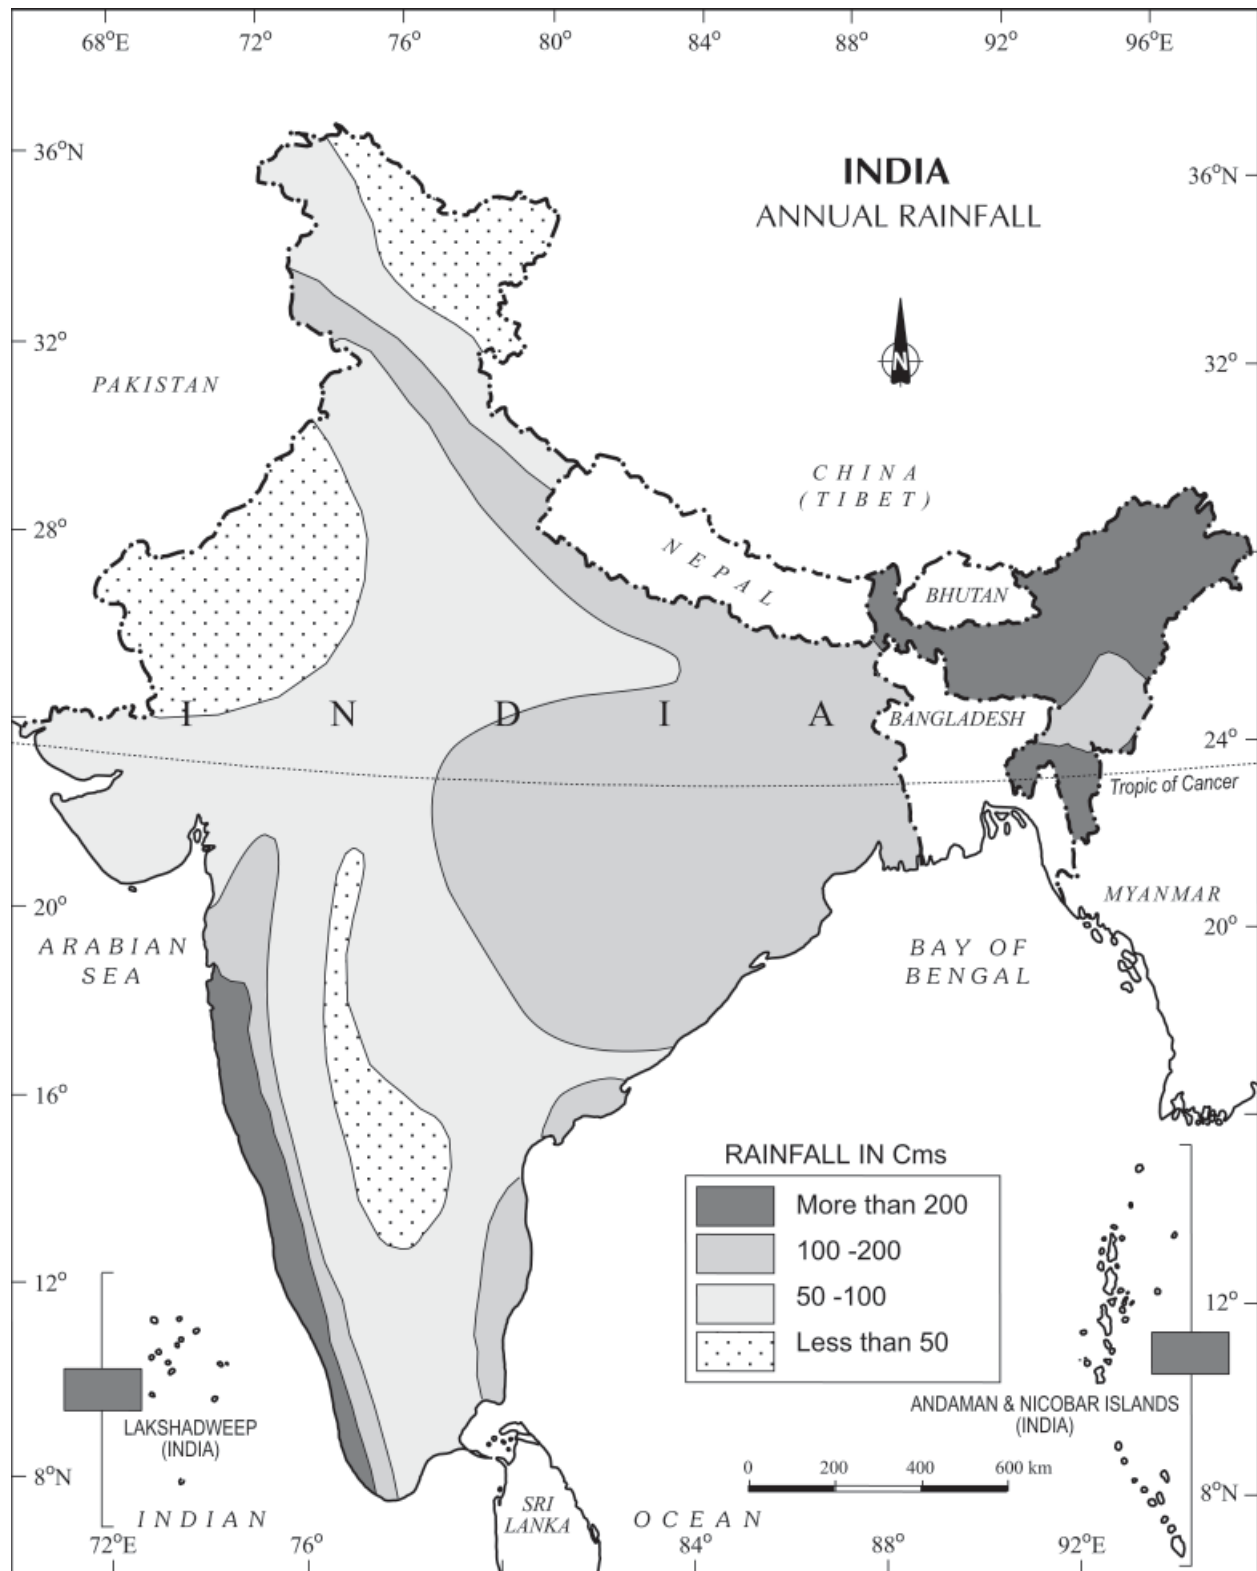 68°E 72° 76° 80° 84° 88° 92° 96°E
36°N
INDIA
ANNUAL RAINFALL
36°N
N
32°
32°
PAKISTAN
CHINA
(TIBET)
28°
NEPAL
BHUTAN
I N D I A
BANGLADESH
24°
Tropic of Cancer
20°
MYANMAR
20°
ARABIAN
SEA
BAY OF
BENGAL
16°
RAINFALL IN Cms
More than 200
100 -200
50 -100
Less than 50
12°
12°
LAKSHADWEEP
(INDIA)
ANDAMAN & NICOBAR ISLANDS
(INDIA)
8°N
0 200 400 600 km
8°N
SRI
LANKA
INDIAN OCEAN
72°E 76° 84° 88° 92°E